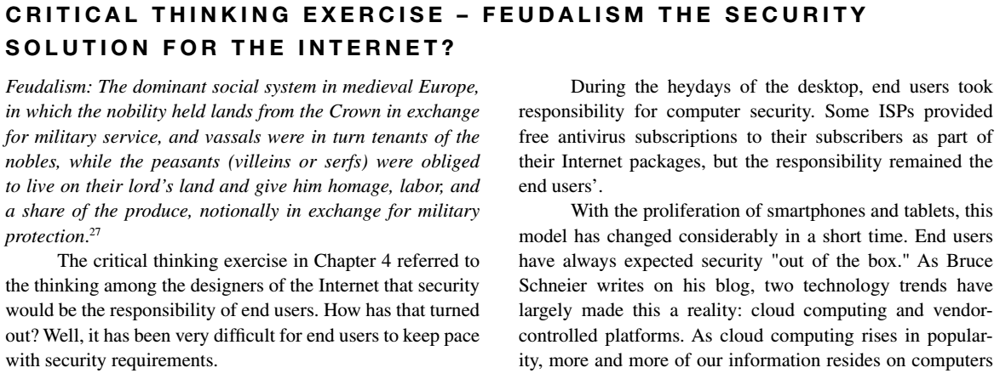 CRITICAL THINKING EXERCISE – FEUDALISM THE SECURITY
SOLUTION FOR THE INTERNET?
Feudalism: The dominant social system in medieval Europe,
in which the nobility held lands from the Crown in exchange
for military service, and vassals were in turn tenants of the
nobles, while the peasants (villeins or serfs) were obliged
to live on their lord's land and give him homage, labor, and
a share of the produce, notionally in exchange for military
protection.27
The critical thinking exercise in Chapter 4 referred to
the thinking among the designers of the Internet that security
would be the responsibility of end users. How has that turned
out? Well, it has been very difficult for end users to keep pace
with security requirements.
During the heydays of the desktop, end users took
responsibility for computer security. Some ISPs provided
free antivirus subscriptions to their subscribers as part of
their Internet packages, but the responsibility remained the
end users'.
With the proliferation of smartphones and tablets, this
model has changed considerably in a short time. End users
have always expected security "out of the box." As Bruce
Schneier writes on his blog, two technology trends have
largely made this a reality: cloud computing and vendor-
controlled platforms. As cloud computing rises in popular-
ity, more and more of our information resides on computers